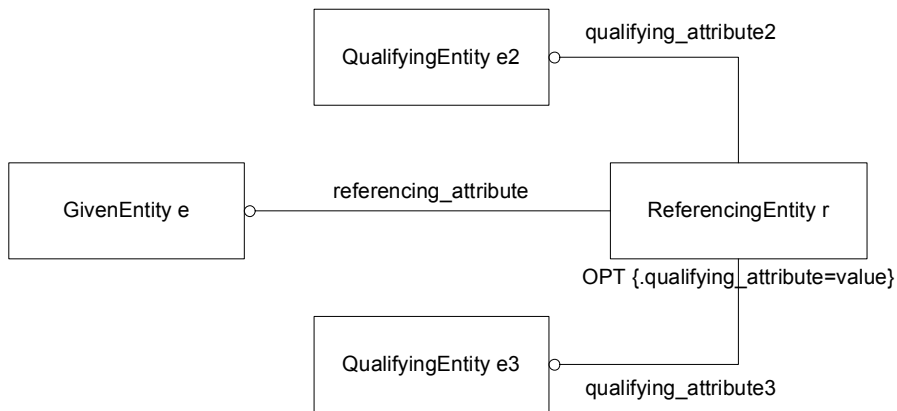 qualifying_attribute2
QualifyingEntity e2
referencing_attribute
GivenEntity e
ReferencingEntity r
OPT {.qualifying_attribute=value}
QualifyingEntity e3
qualifying_attribute3